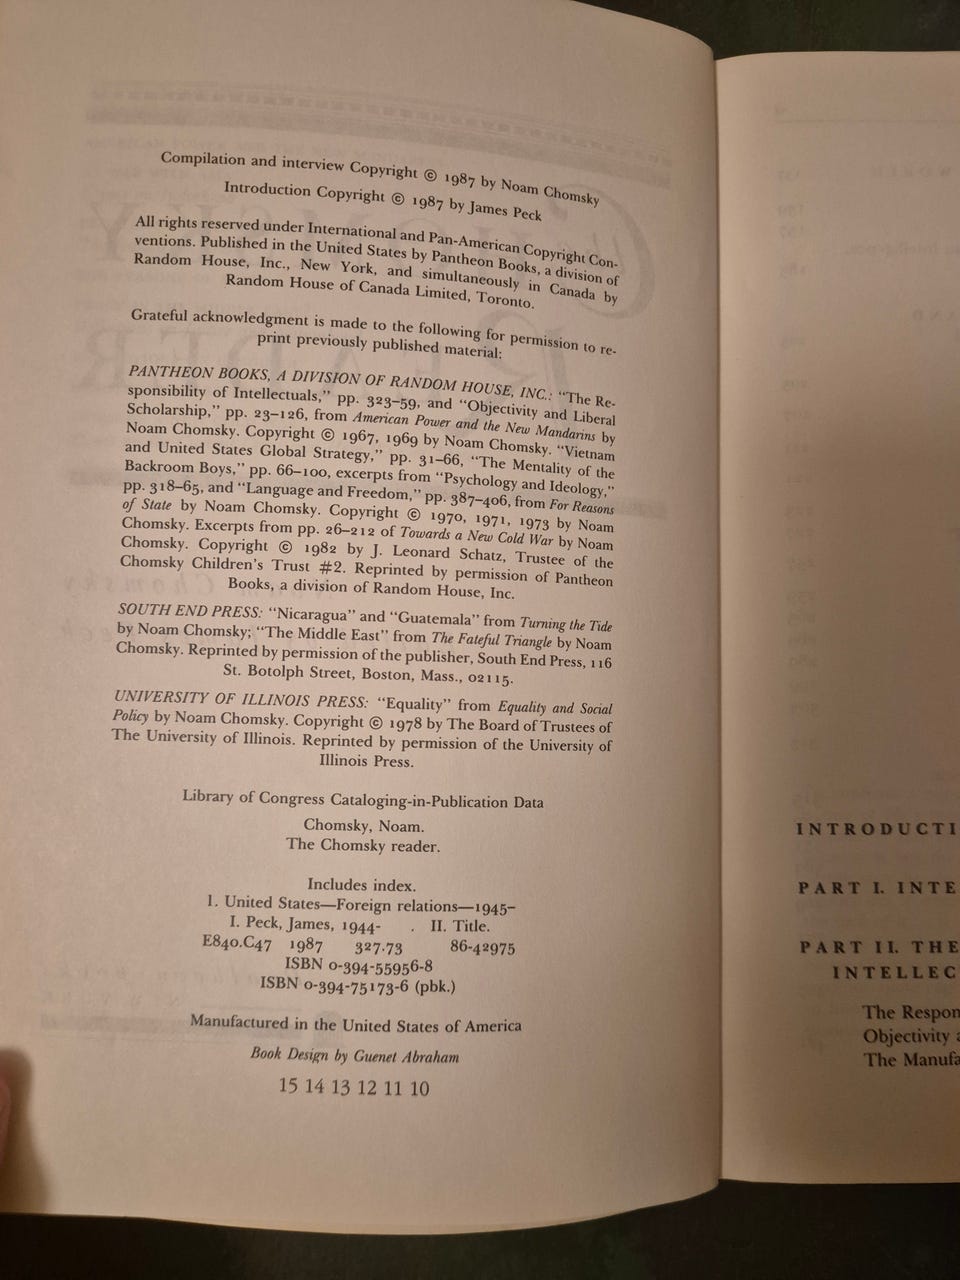 Compilation and interview Copyright © 1987 by Noam Chomsky
Introduction Copyright © 1987 by James Peck
All rights reserved under International and Pan-American Copyright Con-
ventions. Published in the United States by Pantheon Books, a division of
Random House, Inc., New York, and simultaneously in Canada by
Random House of Canada Limited, Toronto.
Grateful acknowledgment is made to the following for permission to re-
print previously published material:
PANTHEON BOOKS, A DIVISION OF RANDOM HOUSE, INC.: “The Re-
sponsibility of Intellectuals,” pp. 323–59, and “Objectivity and Liberal
Scholarship,” pp. 23–126, from American Power and the New Mandarins by
Noam Chomsky. Copyright © 1967, 1969 by Noam Chomsky. “Vietnam
and United States Global Strategy,” pp. 31–66, “The Mentality of the
Backroom Boys,” pp. 66–100, excerpts from “Psychology and Ideology,”
pp. 318–65, and “Language and Freedom,” pp. 387–406, from For Reasons
of State by Noam Chomsky. Copyright © 1970, 1971, 1973 by Noam
Chomsky. Excerpts from pp. 26–212 of Towards a New Cold War by Noam
Chomsky. Copyright © 1982 by J. Leonard Schatz, Trustee of the
Chomsky Children’s Trust #2. Reprinted by permission of Pantheon
Books, a division of Random House, Inc.
SOUTH END PRESS: “Nicaragua” and “Guatemala” from Turning the Tide
by Noam Chomsky; “The Middle East” from The Fateful Triangle by Noam
Chomsky. Reprinted by permission of the publisher, South End Press, 116
St. Botolph Street, Boston, Mass., 02115.
UNIVERSITY OF ILLINOIS PRESS: “Equality” from Equality and Social
Policy by Noam Chomsky. Copyright © 1978 by The Board of Trustees of
The University of Illinois. Reprinted by permission of the University of
Illinois Press.
Library of Congress Cataloging-in-Publication Data
Chomsky, Noam.
The Chomsky reader.
Includes index.
1. United States—Foreign relations—1945–
I. Peck, James, 1944- . II. Title.
E840.C47 1987 327.73 86-42975
ISBN 0-394-55956-8
ISBN 0-394-75173-6 (pbk.)
Manufactured in the United States of America
Book Design by Guenet Abraham
15 14 13 12 11 10
INTRODUCTI
PART I. INTE
PART II. THE
INTELLEC
The Respon
Objectivity a
The Manufa